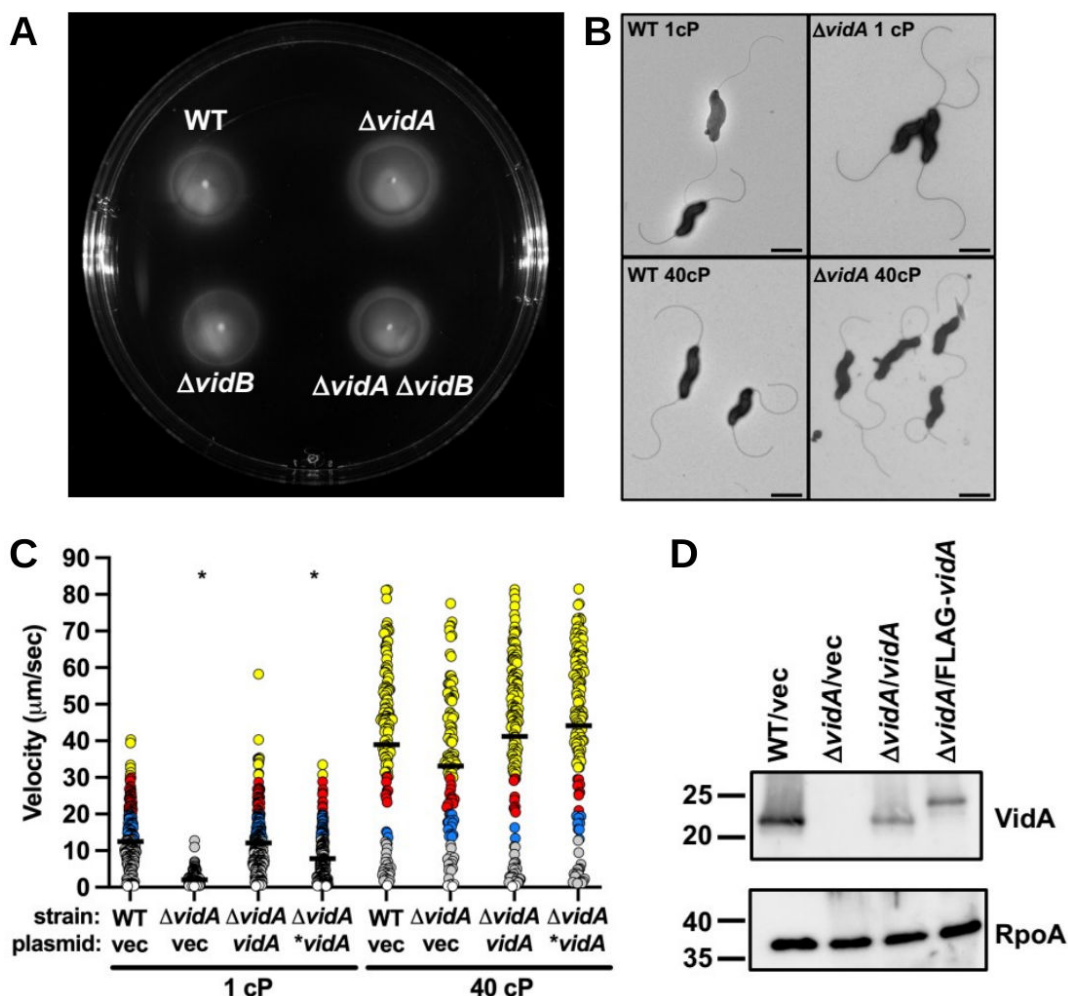 A
WT
ΔvidA
ΔvidB
ΔvidA ΔvidB
B
WT 1cP
ΔvidA 1 cP
WT 40cP
ΔvidA 40cP
C
Velocity (μm/sec)
90
80
70
60
50
40
30
20
10
0
*
*
strain: WT ΔvidA ΔvidA ΔvidA WT ΔvidA ΔvidA ΔvidA
plasmid: vec vec vidA *vidA vec vec vidA *vidA
1 cP 40 cP
D
WT/vec
ΔvidA/vec
ΔvidA/vidA
ΔvidA/FLAG-vidA
25
20
VidA
40
35
RpoA